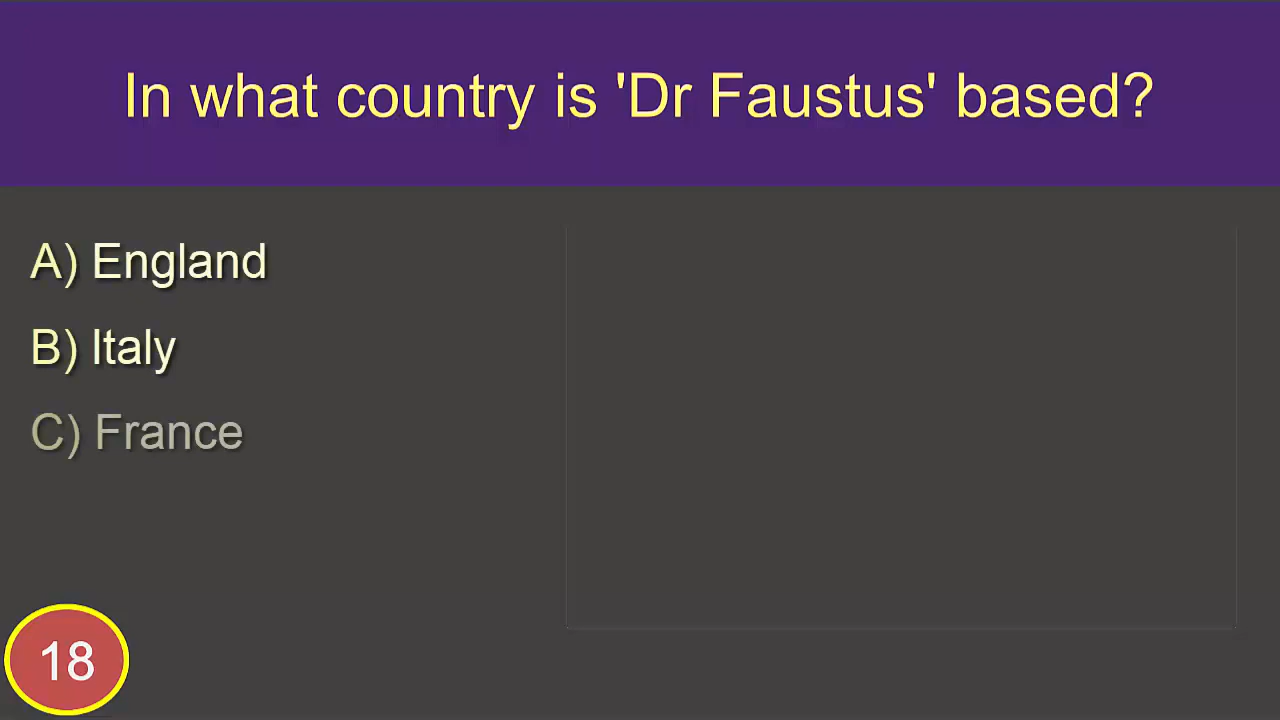 In what country is 'Dr Faustus' based?
A) England
B) Italy
C) France
18